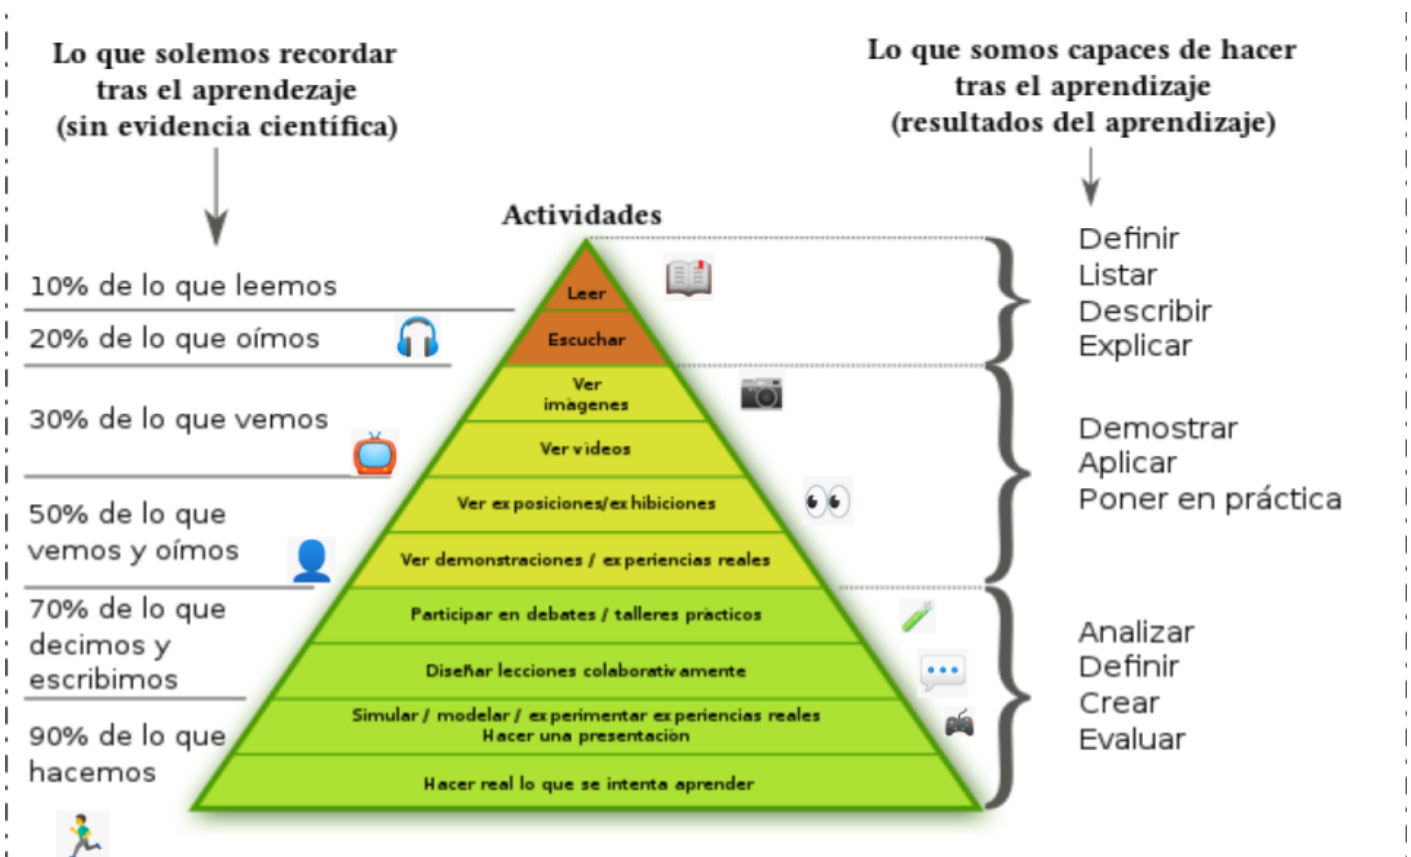 Lo que solemos recordar
tras el aprendezaje
(sin evidencia científica)
Lo que somos capaces de hacer
tras el aprendizaje
(resultados del aprendizaje)
Actividades
10% de lo que leemos
20% de lo que oímos
30% de lo que vemos
50% de lo que
vemos y oímos
70% de lo que
decimos y
escribimos
90% de lo que
hacemos
Leer
Escuchar
Ver
imàgenes
Ver videos
Ver exposiciones/exhibiciones
Ver demonstraciones / experiencias reales
Participar en debates / talleres pràcticos
Diseñar lecciones colaborativamente
Simular / modelar / experimentar experiencias reales
Hacer una presentaciòn
Hacer real lo que se intenta aprender
Definir
Listar
Describir
Explicar
Demostrar
Aplicar
Poner en práctica
Analizar
Definir
Crear
Evaluar